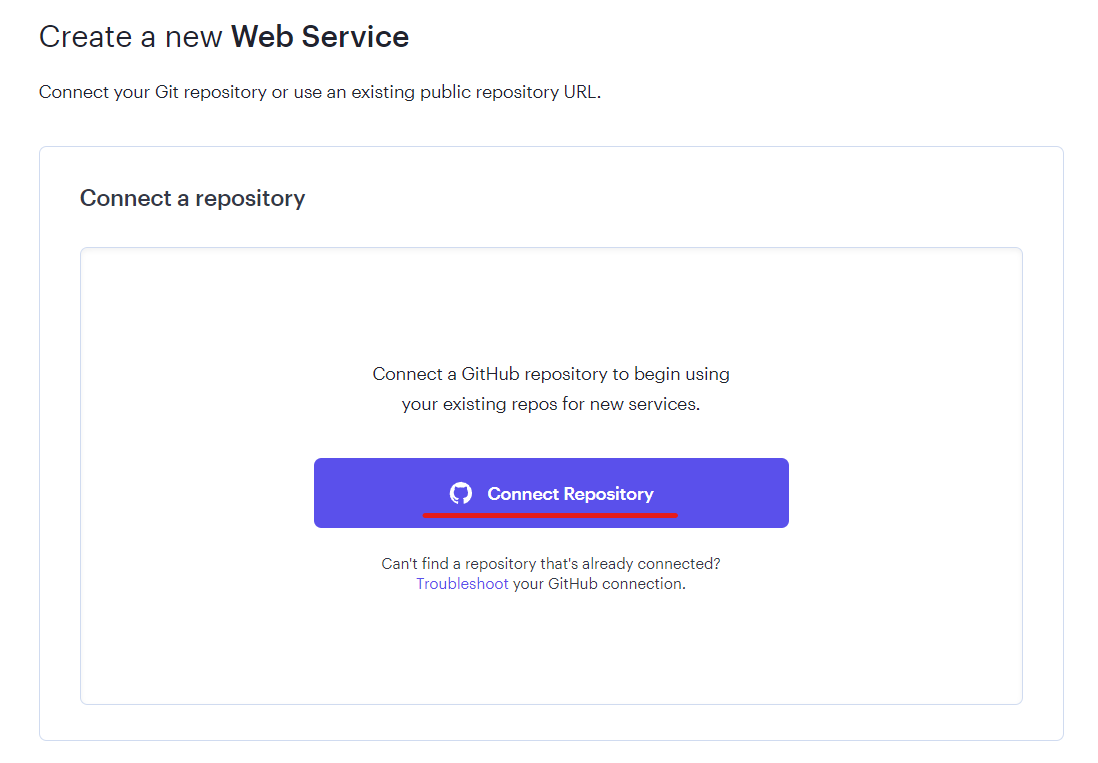 Create a new Web Service
Connect your Git repository or use an existing public repository URL.
Connect a repository
Connect a GitHub repository to begin using
your existing repos for new services.
Connect Repository
Can't find a repository that's already connected?
Troubleshoot your GitHub connection.